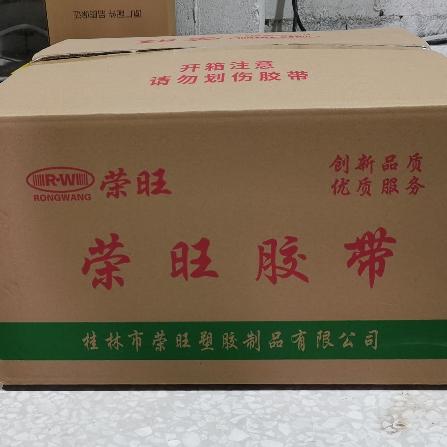 开箱注意
请勿划伤胶带
R·W 荣旺
RONGWANG
创新品质
优质服务
荣旺胶带
桂林市荣旺塑胶制品有限公司